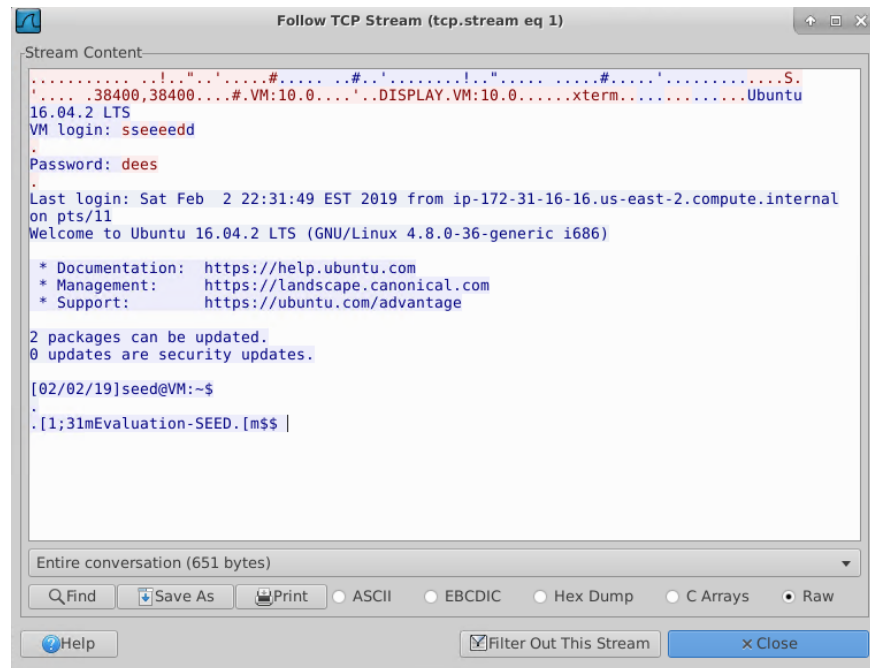 Follow TCP Stream (tcp.stream eq 1)
Stream Content
........... ..!.."..'.....#..... ..#..'........!.."..... .....#.....'.............S.
'.... .38400,38400....#.VM:10.0....'..DISPLAY.VM:10.0......xterm...............Ubuntu
16.04.2 LTS
VM login: sseeeedd
.
Password: dees
.
Last login: Sat Feb  2 22:31:49 EST 2019 from ip-172-31-16-16.us-east-2.compute.internal
on pts/11
Welcome to Ubuntu 16.04.2 LTS (GNU/Linux 4.8.0-36-generic i686)
* Documentation:  https://help.ubuntu.com
* Management:     https://landscape.canonical.com
* Support:        https://ubuntu.com/advantage
2 packages can be updated.
0 updates are security updates.
[02/02/19]seed@VM:~$
.
.[1;31mEvaluation-SEED.[m$$
Entire conversation (651 bytes)
Find Save As Print ASCII EBCDIC Hex Dump C Arrays Raw
Help Filter Out This Stream Close